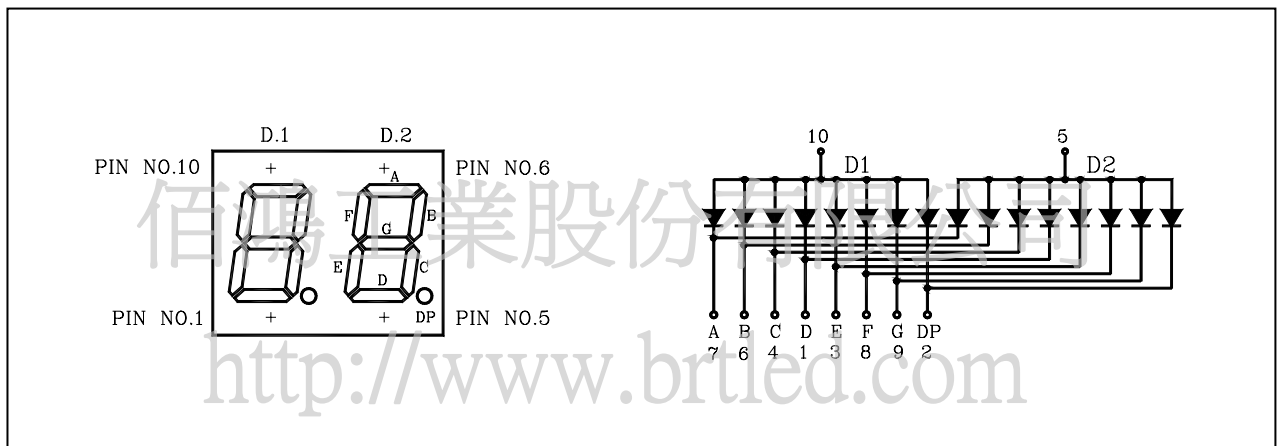 D.1 D.2
PIN NO.10 + + PIN NO.6
A
F B
G
E C
D
PIN NO.1 + + DP PIN NO.5
10 5
D1 D2
A B C D E F G DP
7 6 4 1 3 8 9 2
佰鴻工業股份有限公司
http://www.brtled.com